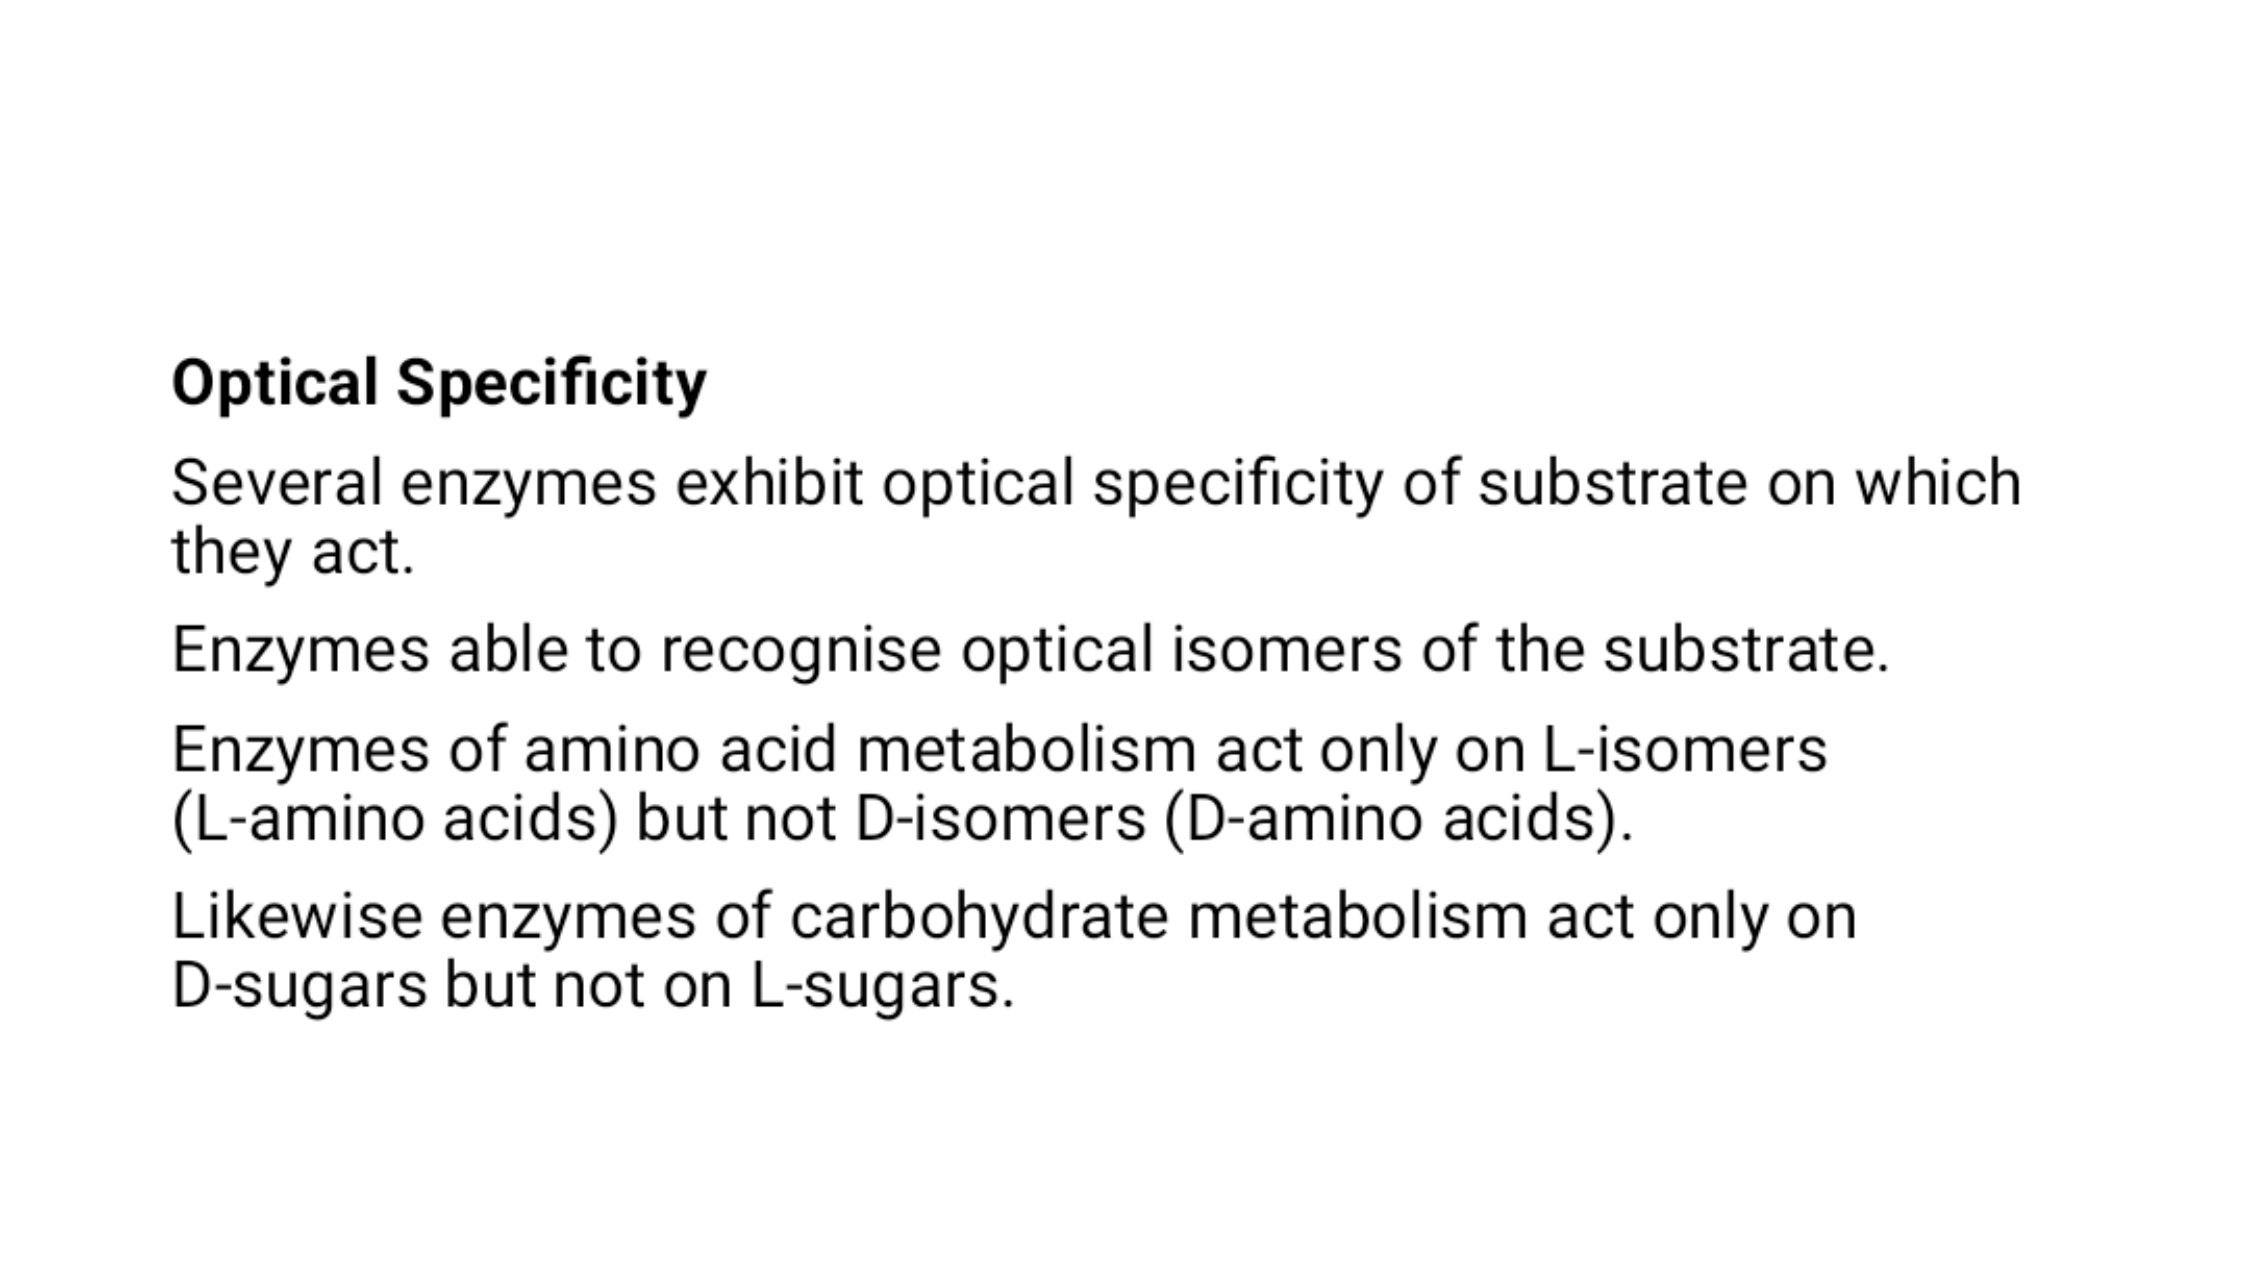 Optical Specificity
Several enzymes exhibit optical specificity of substrate on which
they act.
Enzymes able to recognise optical isomers of the substrate.
Enzymes of amino acid metabolism act only on L-isomers
(L-amino acids) but not D-isomers (D-amino acids).
Likewise enzymes of carbohydrate metabolism act only on
D-sugars but not on L-sugars.